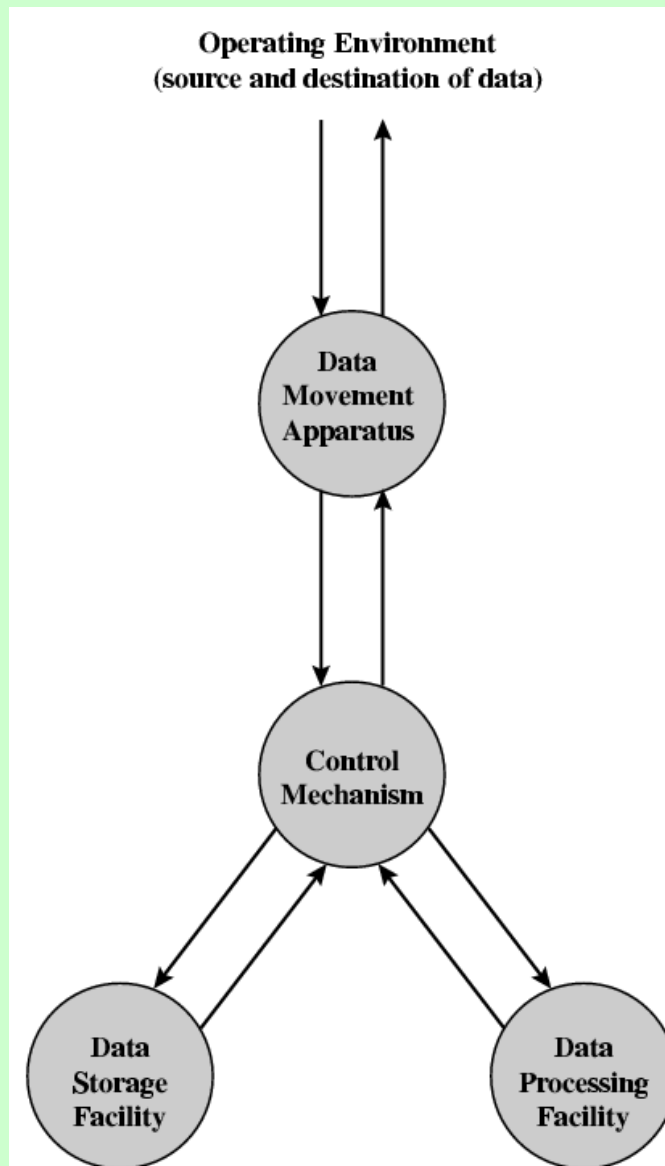 Operating Environment
(source and destination of data)
Data
Movement
Apparatus
Control
Mechanism
Data
Storage
Facility
Data
Processing
Facility